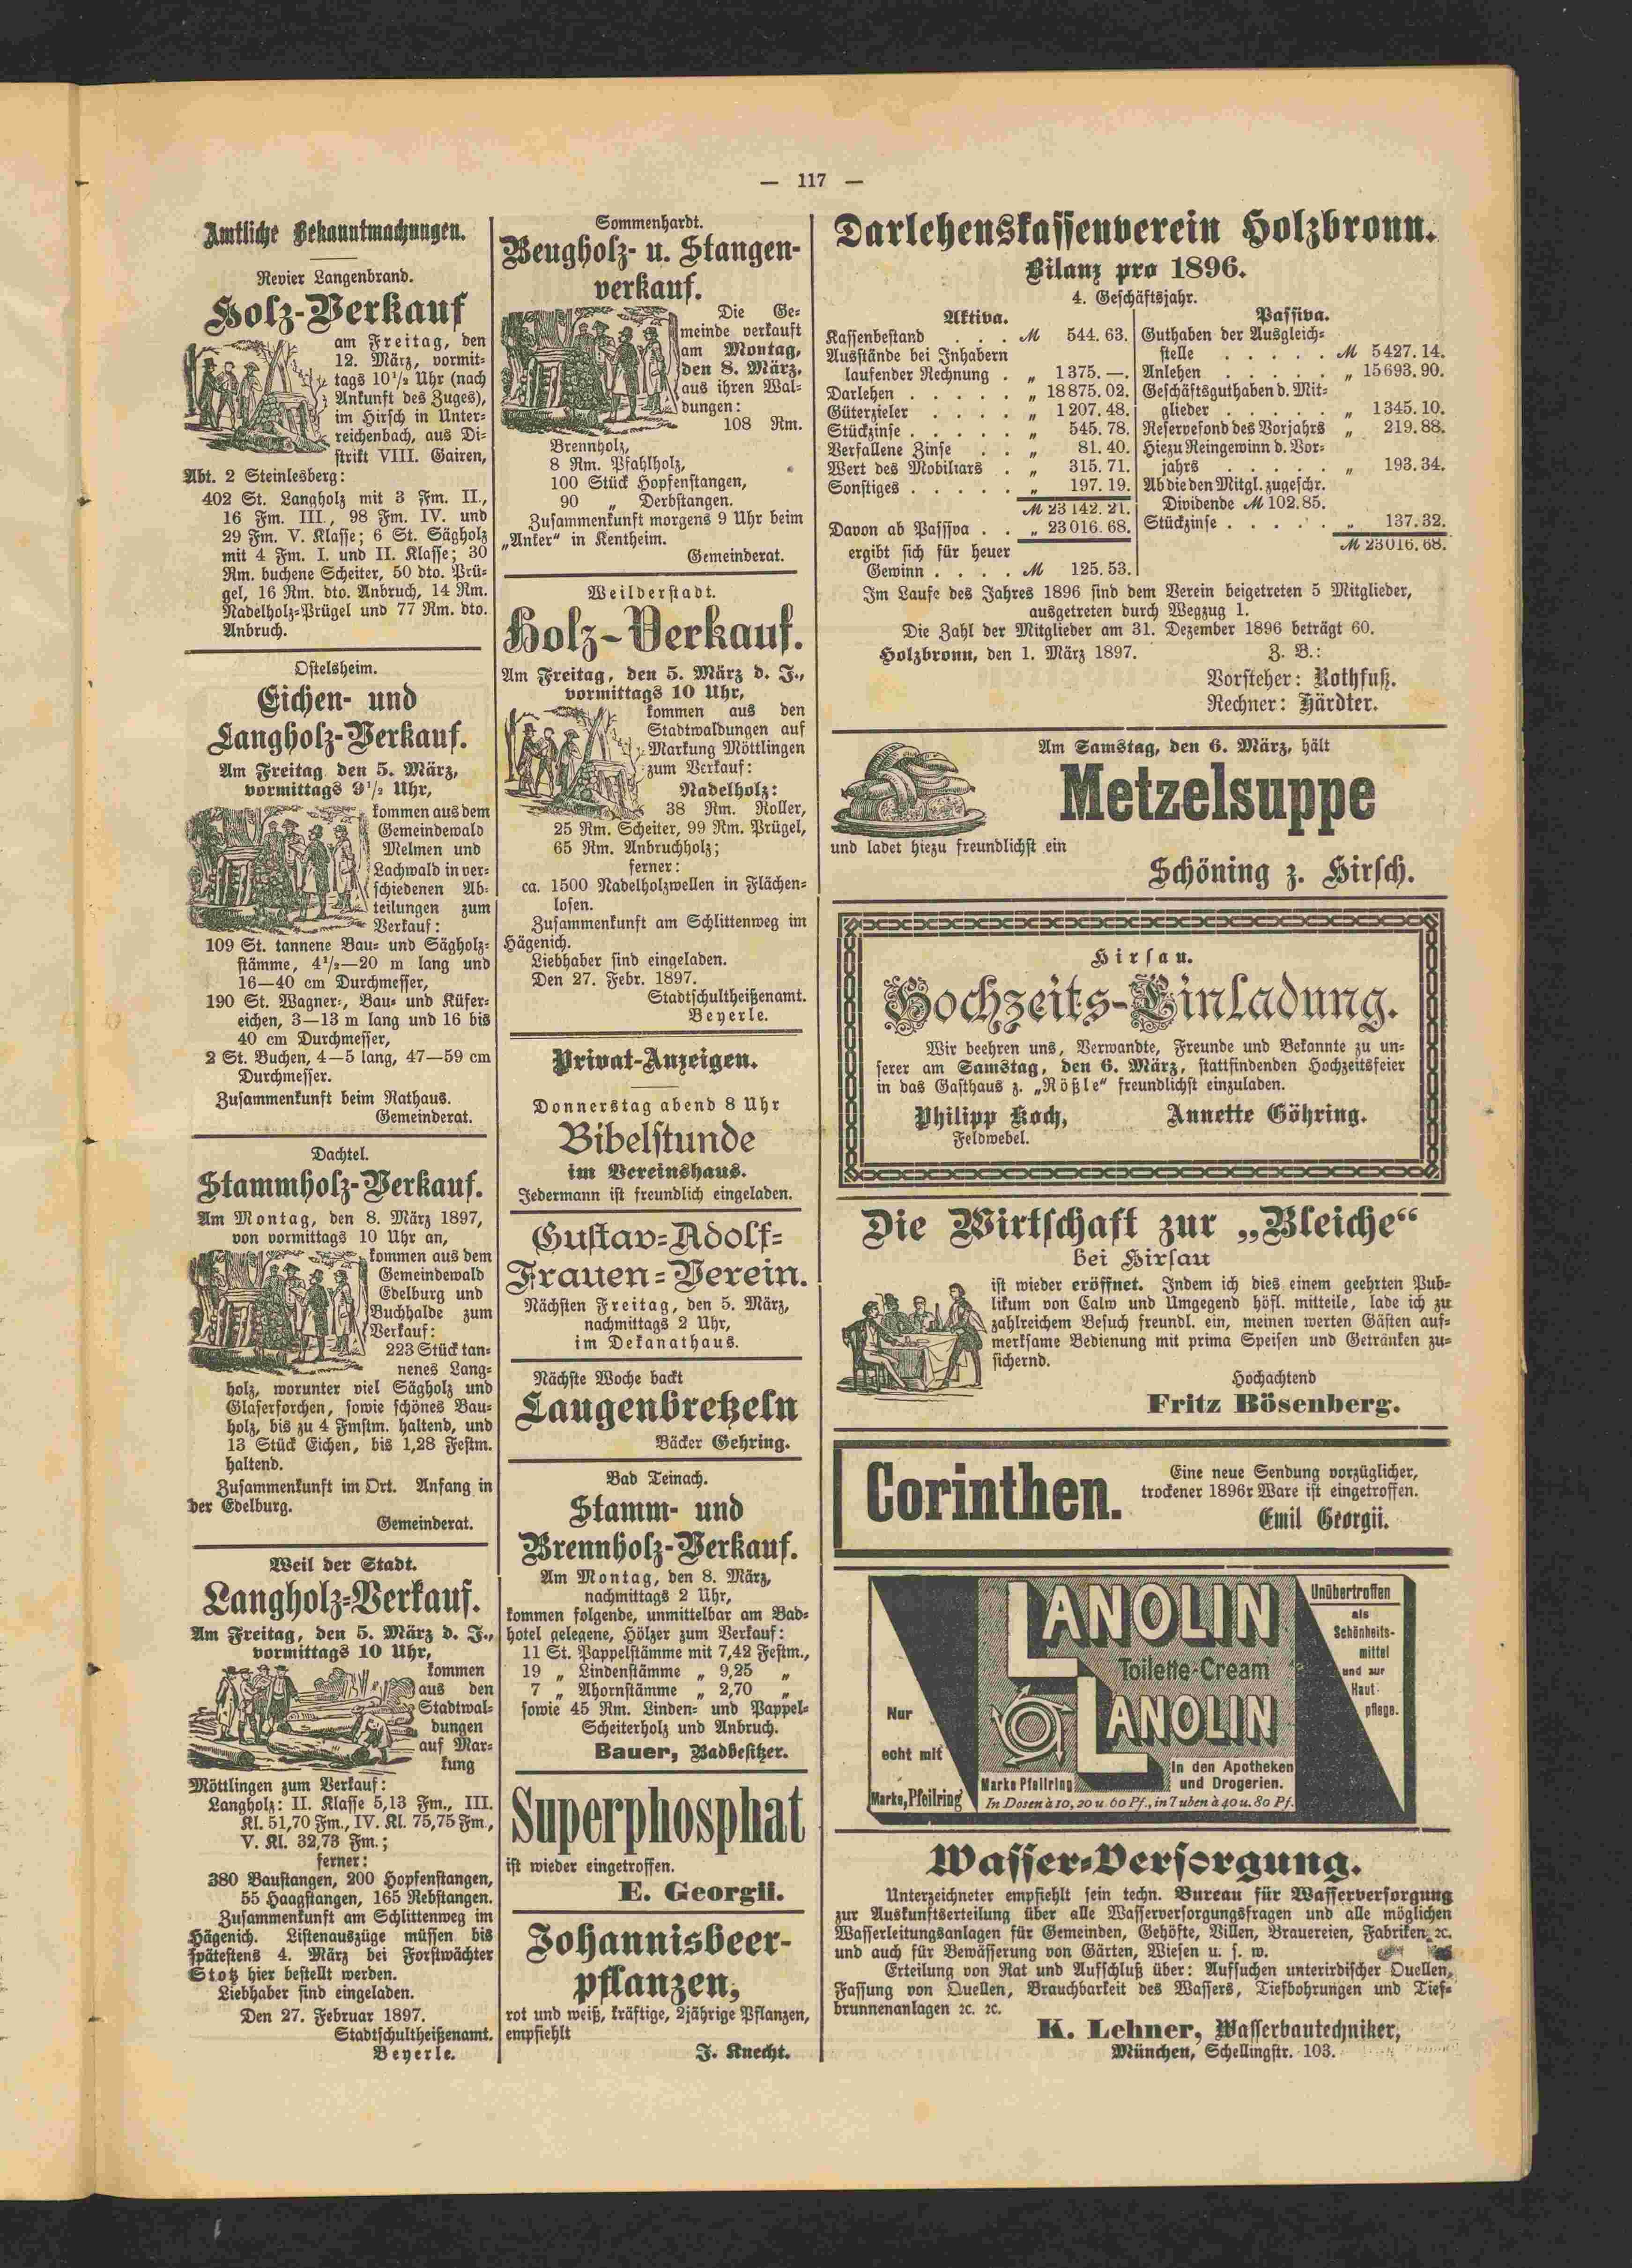 — 117 —
Amtliche Bekanntmachungen.
Revier Langenbrand.
Holz-Verkauf
am Freitag, den
12. März, vormit-
tags 10½ Uhr (nach
Ankunft des Zuges),
im Hirsch in Unter-
reichenbach, aus Di-
strikt VIII. Gairen,
Abt. 2 Steinlesberg:
402 St. Langholz mit 3 Fm. II.,
16 Fm. III., 98 Fm. IV. und
29 Fm. V. Klasse; 6 St. Sägholz
mit 4 Fm. I. und II. Klasse; 30
Rm. buchene Scheiter, 50 dto. Prü-
gel, 16 Rm. dto. Anbruch, 14 Rm.
Nadelholz-Prügel und 77 Rm. dto.
Anbruch.
Ostelsheim.
Eichen- und
Langholz-Verkauf.
Am Freitag den 5. März,
vormittags 9½ Uhr,
kommen aus dem
Gemeindewald
Melmen und
Lachwald in ver-
schiedenen Ab-
teilungen zum
Verkauf:
109 St. tannene Bau- und Sägholz-
stämme, 4½—20 m lang und
16—40 cm Durchmesser,
190 St. Wagner-, Bau- und Küfer-
eichen, 3—13 m lang und 16 bis
40 cm Durchmesser,
2 St. Buchen, 4—5 lang, 47—59 cm
Durchmesser.
Zusammenkunft beim Rathaus.
Gemeinderat.
Dachtel.
Stammholz-Verkauf.
Am Montag, den 8. März 1897,
von vormittags 10 Uhr an,
kommen aus dem
Gemeindewald
Edelburg und
Buchhalde zum
Verkauf:
223 Stück tan-
nenes Lang-
holz, worunter viel Sägholz und
Glaserforchen, sowie schönes Bau-
holz, bis zu 4 Fmstm. haltend, und
13 Stück Eichen, bis 1,28 Festm.
haltend.
Zusammenkunft im Ort. Anfang in
der Edelburg.
Gemeinderat.
Weil der Stadt.
Langholz-Verkauf.
Am Freitag, den 5. März d. J.,
vormittags 10 Uhr,
kommen
aus den
Stadtwal-
dungen
auf Mar-
kung
Möttlingen zum Verkauf:
Langholz: II. Klasse 5,13 Fm., III.
Kl. 51,70 Fm., IV. Kl. 75,75 Fm.,
V. Kl. 32,73 Fm.;
ferner:
380 Baustangen, 200 Hopfenstangen,
55 Haagstangen, 165 Rebstangen.
Zusammenkunft am Schlittenweg im
Hägenich. Listenauszüge müssen bis
spätestens 4. März bei Forstwächter
Stotz hier bestellt werden.
Liebhaber sind eingeladen.
Den 27. Februar 1897.
Stadtschultheißenamt.
Beyerle.
Sommenhardt.
Beugholz- u. Stangen-
verkauf.
Die Ge-
meinde verkauft
am Montag,
den 8. März,
aus ihren Wal-
dungen:
108 Rm.
Brennholz,
8 Rm. Pfahlholz,
100 Stück Hopfenstangen,
90 „ Derbstangen.
Zusammenkunft morgens 9 Uhr beim
„Anker“ in Kentheim.
Gemeinderat.
Weilderstadt.
Holz-Verkauf.
Am Freitag, den 5. März d. J.,
vormittags 10 Uhr,
kommen aus den
Stadtwaldungen auf
Markung Möttlingen
zum Verkauf:
Nadelholz:
38 Rm. Roller,
25 Rm. Scheiter, 99 Rm. Prügel,
65 Rm. Anbruchholz;
ferner:
ca. 1500 Nadelholzwellen in Flächen-
losen.
Zusammenkunft am Schlittenweg im
Hägenich.
Liebhaber sind eingeladen.
Den 27. Febr. 1897.
Stadtschultheißenamt.
Beyerle.
Privat-Anzeigen.
Donnerstag abend 8 Uhr
Bibelstunde
im Vereinshaus.
Jedermann ist freundlich eingeladen.
Gustav-Adolf-
Frauen-Verein.
Nächsten Freitag, den 5. März,
nachmittags 2 Uhr,
im Dekanathaus.
Nächste Woche backt
Laugenbretzeln
Bäcker Gehring.
Bad Teinach.
Stamm- und
Brennholz-Verkauf.
Am Montag, den 8. März,
nachmittags 2 Uhr,
kommen folgende, unmittelbar am Bad-
hotel gelegene, Hölzer zum Verkauf:
11 St. Pappelstämme mit 7,42 Festm.,
19 „ Lindenstämme „ 9,25 „
7 „ Ahornstämme „ 2,70 „
sowie 45 Rm. Linden- und Pappel-
Scheiterholz und Anbruch.
Bauer, Badbesitzer.
Superphosphat
ist wieder eingetroffen.
E. Georgii.
Johannisbeer-
pflanzen,
rot und weiß, kräftige, 2jährige Pflanzen,
empfiehlt
J. Knecht.
Darlehenskassenverein Holzbronn.
Bilanz pro 1896.
4. Geschäftsjahr.
Aktiva.
Kassenbestand . . . M 544. 63.
Ausstände bei Inhabern
laufender Rechnung . „ 1375. —.
Darlehen . . . . . . „ 18875. 02.
Güterzieler . . . . „ 1207. 48.
Stückzinse . . . . . „ 545. 78.
Verfallene Zinse . . „ 81. 40.
Wert des Mobiliars . „ 315. 71.
Sonstiges . . . . . „ 197. 19.
M 23142. 21.
Davon ab Passsva . . „ 23016. 68.
ergibt sich für heuer
Gewinn . . . . M 125. 53.
Passiva.
Guthaben der Ausgleich-
stelle . . . . . M 5427. 14.
Anlehen . . . . . „ 15693. 90.
Geschäftsguthaben d. Mit-
glieder . . . . . „ 1345. 10.
Reservefond des Vorjahrs „ 219. 88.
Hiezu Reingewinn d. Vor-
jahrs . . . . . „ 193. 34.
Ab die den Mitgl. zugeschr.
Dividende M 102. 85.
Stückzinse . . . . . „ 137. 32.
M 23016. 68.
Im Laufe des Jahres 1896 sind dem Verein beigetreten 5 Mitglieder,
ausgetreten durch Wegzug 1.
Die Zahl der Mitglieder am 31. Dezember 1896 beträgt 60.
Holzbronn, den 1. März 1897. Z. B.:
Vorsteher: Rothfuß.
Rechner: Härdter.
Am Samstag, den 6. März, hält
Metzelsuppe
und ladet hiezu freundlichst ein
Schöning z. Hirsch.
Hirsau.
Hochzeits-Einladung.
Wir beehren uns, Verwandte, Freunde und Bekannte zu un-
serer am Samstag, den 6. März, stattfindenden Hochzeitsfeier
in das Gasthaus z. „Rößle“ freundlichst einzuladen.
Philipp Koch, Annette Göhring.
Feldwebel.
Die Wirtschaft zur „Bleiche“
bei Hirsau
ist wieder eröffnet. Indem ich dies einem geehrten Pub-
likum von Calw und Umgegend höfl. mitteile, lade ich zu
zahlreichem Besuch freundl. ein, meinen werten Gästen auf-
merksame Bedienung mit prima Speisen und Getränken zu-
sichernd.
Hochachtend
Fritz Bösenberg.
Corinthen.
Eine neue Sendung vorzüglicher,
trockener 1896r Ware ist eingetroffen.
Emil Georgii.
LANOLIN
Toilette-Cream
LANOLIN
Unübertroffen
als
Schönheits-
mittel
und zur
Haut-
pflege.
Nur
echt mit
Marke, Pfeilring
Marke Pfeilring
In den Apotheken
und Drogerien.
In Dosen à 10, 20 u. 60 Pf., in Tuben à 40 u. 80 Pf.
Wasser-Versorgung.
Unterzeichneter empfiehlt sein techn. Bureau für Wasserversorgung
zur Auskunftserteilung über alle Wasserversorgungsfragen und alle möglichen
Wasserleitungsanlagen für Gemeinden, Gehöfte, Villen, Brauereien, Fabriken ꝛc.
und auch für Bewässerung von Gärten, Wiesen u. s. w.
Erteilung von Rat und Aufschluß über: Aufsuchen unterirdischer Quellen,
Fassung von Quellen, Brauchbarkeit des Wassers, Tiefbohrungen und Tief-
brunnenanlagen ꝛc. ꝛc.
K. Lehner, Wasserbautechniker,
München, Schellingstr. 103.